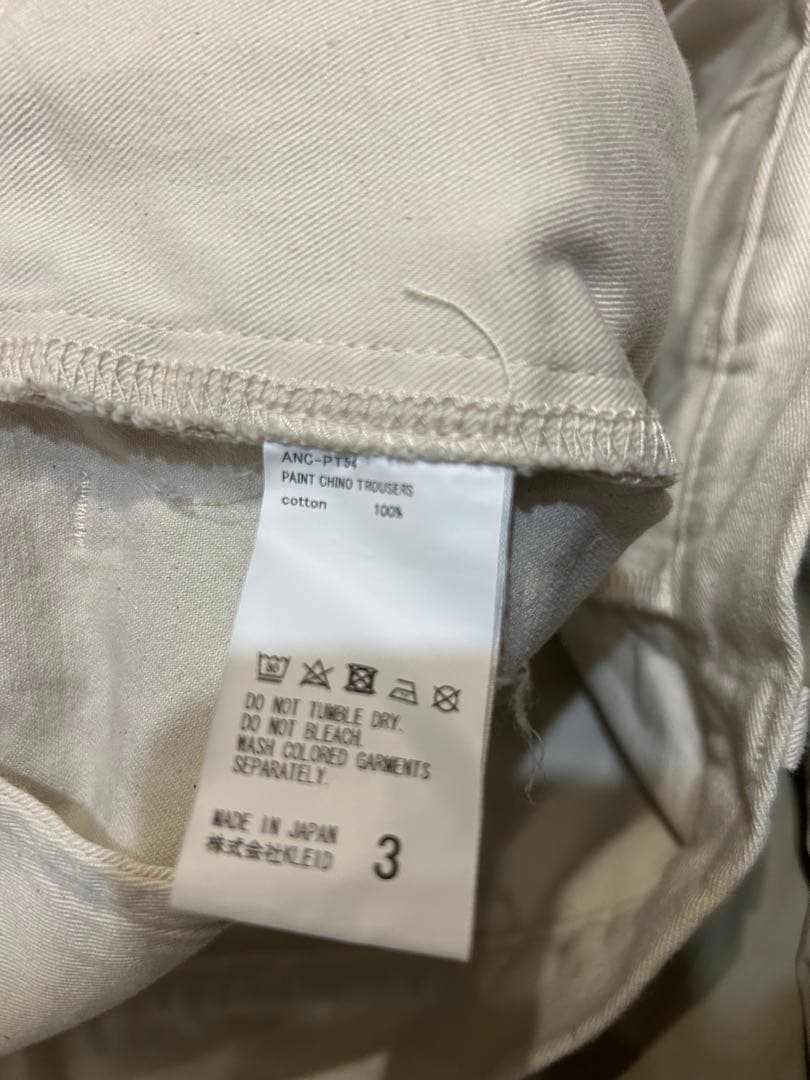 ANC-PT54
PAINT CHINO TROUSERS
cotton 100%
30
DO NOT TUMBLE DRY.
DO NOT BLEACH.
WASH COLORED GARMENTS
SEPARATELY.
MADE IN JAPAN
株式会社KLEID
3